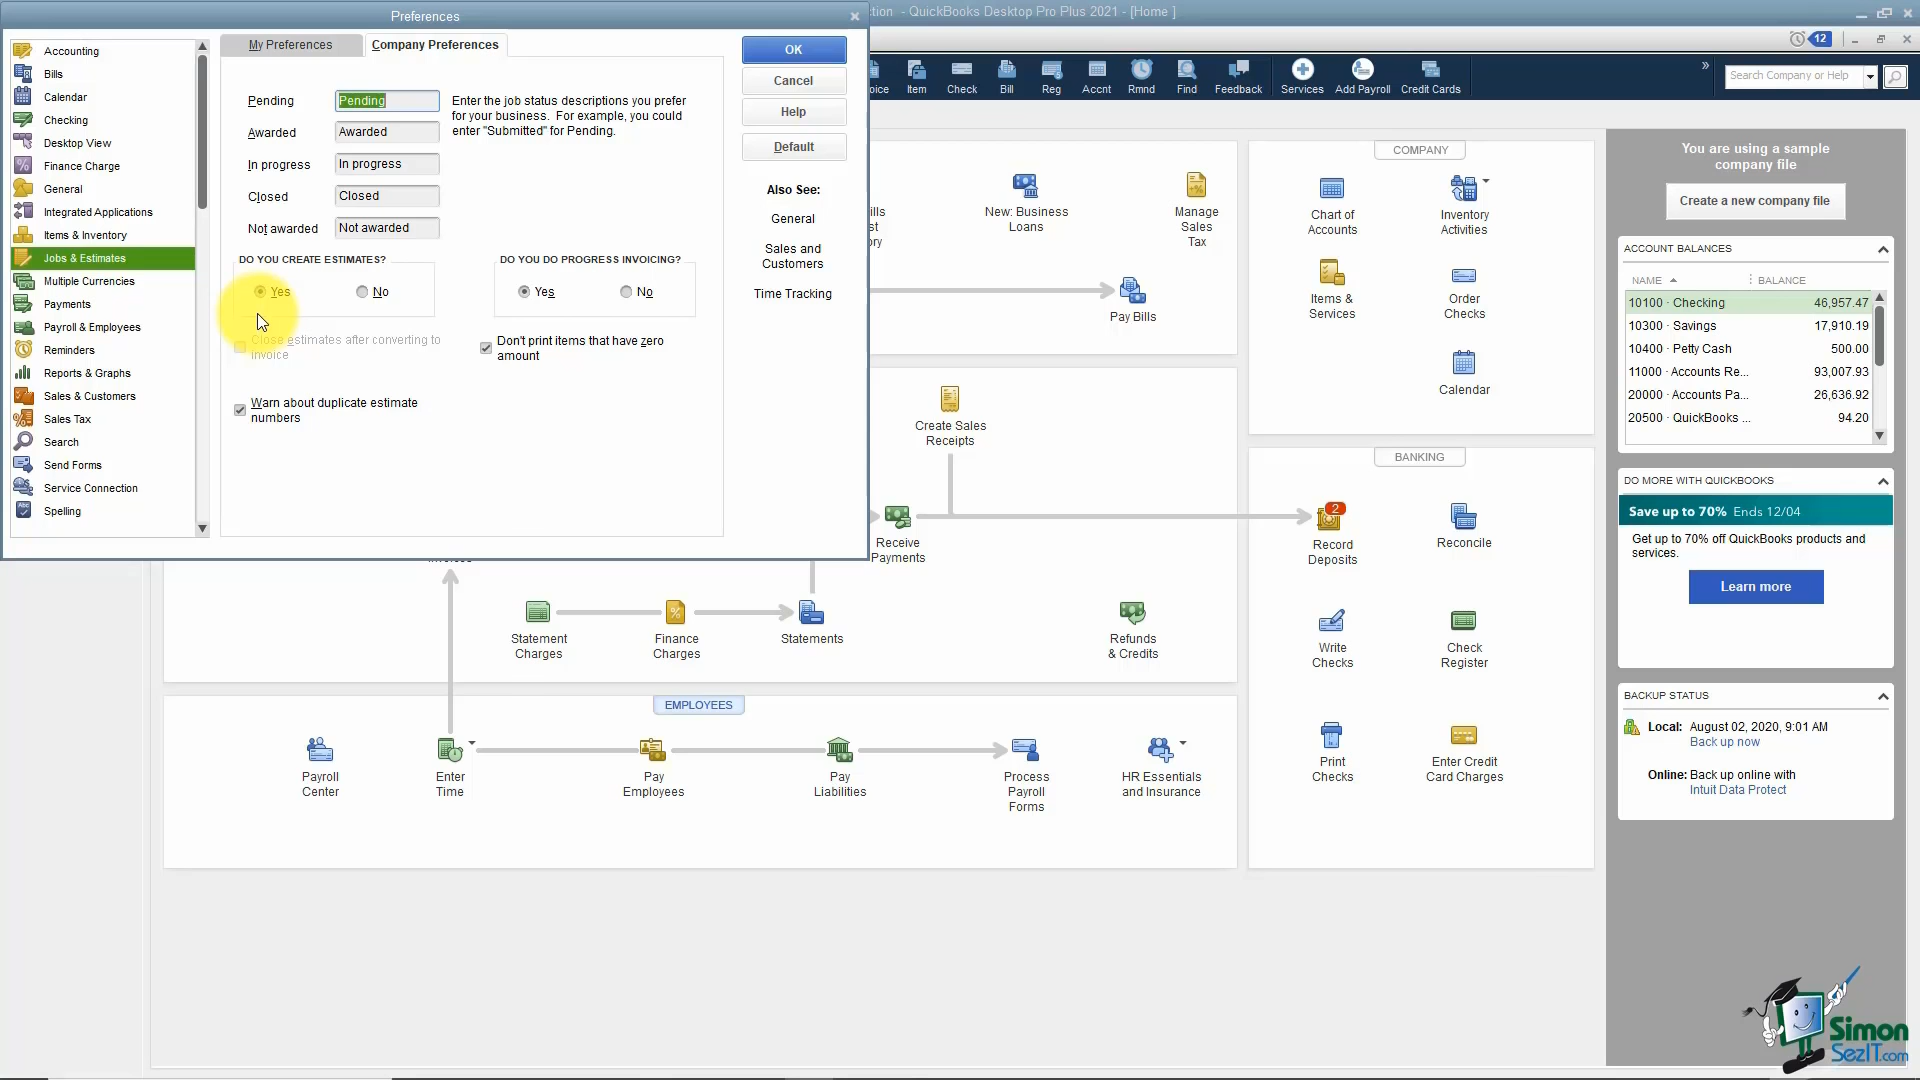 Preferences
ction - QuickBooks Desktop Pro Plus 2021 - [Home ]
12
Accounting
Bills
Calendar
Checking
Desktop View
Finance Charge
General
Integrated Applications
Items & Inventory
Jobs & Estimates
Multiple Currencies
Payments
Payroll & Employees
Reminders
Reports & Graphs
Sales & Customers
Sales Tax
Search
Send Forms
Service Connection
Spelling
My Preferences
Company Preferences
Pending
Pending
Awarded
Awarded
In progress
In progress
Closed
Closed
Not awarded
Not awarded
Enter the job status descriptions you prefer
for your business. For example, you could
enter "Submitted" for Pending.
DO YOU CREATE ESTIMATES?
Yes
No
DO YOU DO PROGRESS INVOICING?
Yes
No
Close estimates after converting to
invoice
Don't print items that have zero
amount
Warn about duplicate estimate
numbers
OK
Cancel
Help
Default
Also See:
General
Sales and
Customers
Time Tracking
oice
Item
Check
Bill
Reg
Accnt
Rmnd
Find
Feedback
Services
Add Payroll
Credit Cards
»
Search Company or Help
ills
st
ory
New: Business
Loans
Manage
Sales
Tax
Pay Bills
Create Sales
Receipts
Receive
Payments
Statement
Charges
Finance
Charges
Statements
Refunds
& Credits
EMPLOYEES
Payroll
Center
Enter
Time
Pay
Employees
Pay
Liabilities
Process
Payroll
Forms
HR Essentials
and Insurance
COMPANY
Chart of
Accounts
Inventory
Activities
Items &
Services
Order
Checks
Calendar
BANKING
2
Record
Deposits
Reconcile
Write
Checks
Check
Register
Print
Checks
Enter Credit
Card Charges
You are using a sample
company file
Create a new company file
ACCOUNT BALANCES
NAME
BALANCE
10100 · Checking 46,957.47
10300 · Savings 17,910.19
10400 · Petty Cash 500.00
11000 · Accounts Re... 93,007.93
20000 · Accounts Pa... 26,636.92
20500 · QuickBooks ... 94.20
DO MORE WITH QUICKBOOKS
Save up to 70% Ends 12/04
Get up to 70% off QuickBooks products and
services.
Learn more
BACKUP STATUS
Local: August 02, 2020, 9:01 AM
Back up now
Online: Back up online with
Intuit Data Protect
Simon
SezIT.com